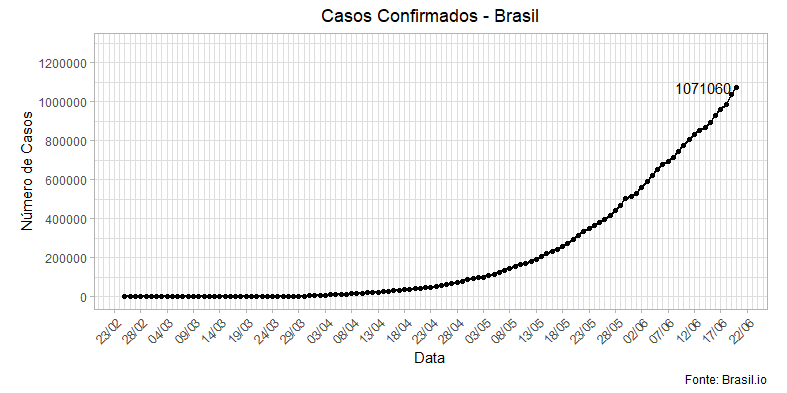 Casos Confirmados - Brasil
Número de Casos
1200000
1000000
800000
600000
400000
200000
0
1071060
23/02 28/02 04/03 09/03 14/03 19/03 24/03 29/03 03/04 08/04 13/04 18/04 23/04 28/04 03/05 08/05 13/05 18/05 23/05 28/05 02/06 07/06 12/06 17/06 22/06
Data
Fonte: Brasil.io